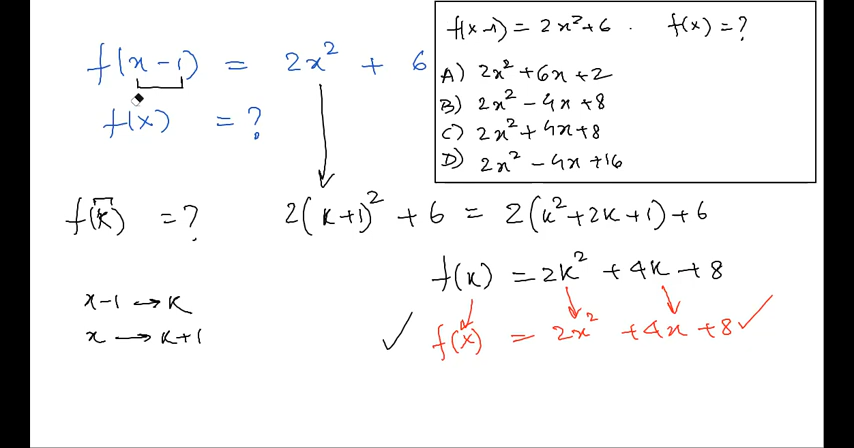 f(x-1) = 2x² + 6
f(x) = ?
f(x-1) = 2x²+6 . f(x) = ?
A) 2x²+6x+2
B) 2x²-4x+8
C) 2x²+4x+8
D) 2x²-4x+16
f(k) = ?
2(k+1)² + 6 = 2(k²+2k+1)+6
f(k) = 2k² + 4k + 8
x-1 → k
x → k+1
✓ f(x) = 2x² + 4x + 8 ✓